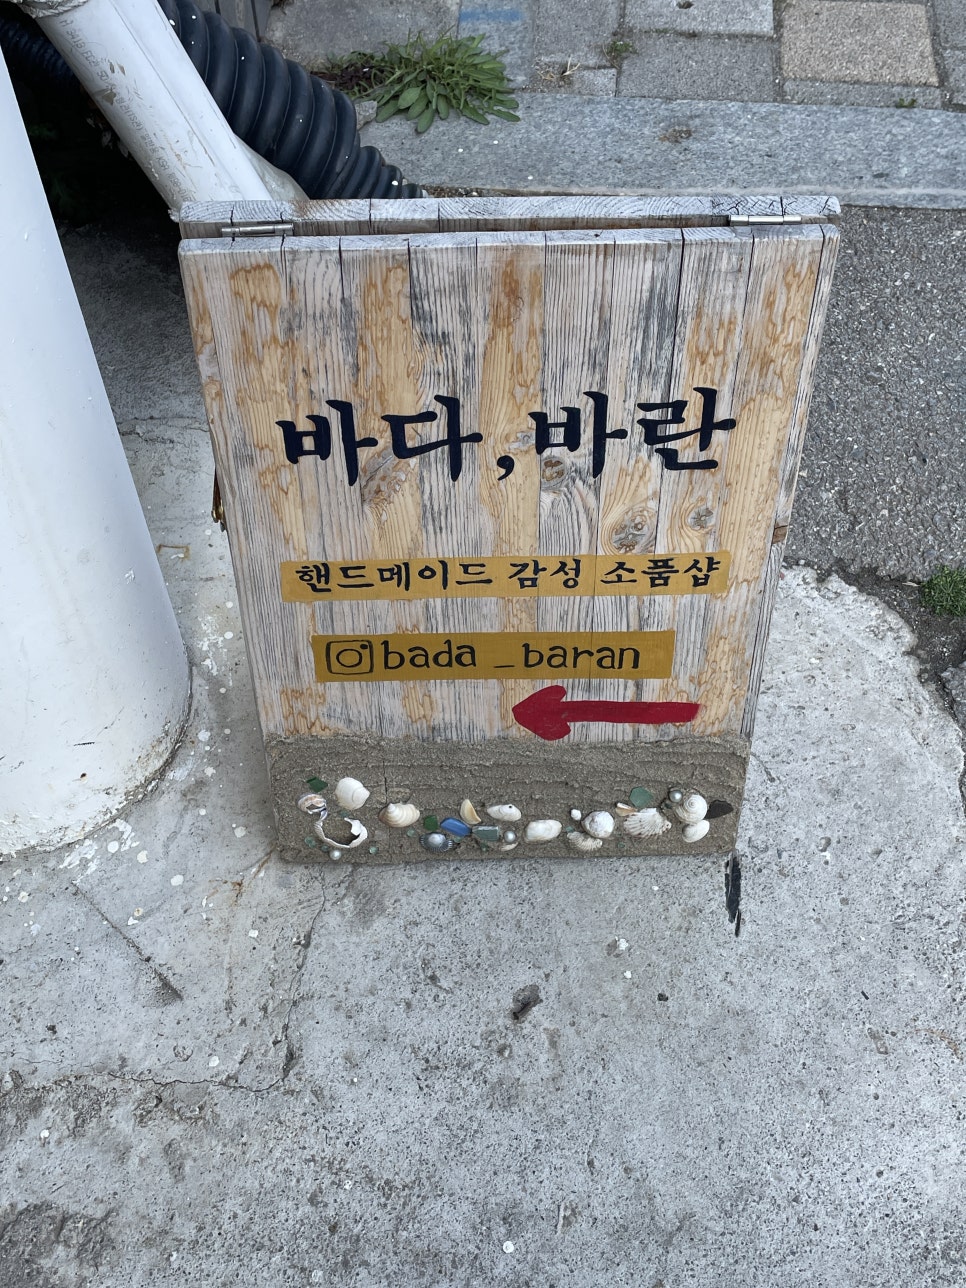 바다, 바란
핸드메이드 감성 소품샵
bada_baran